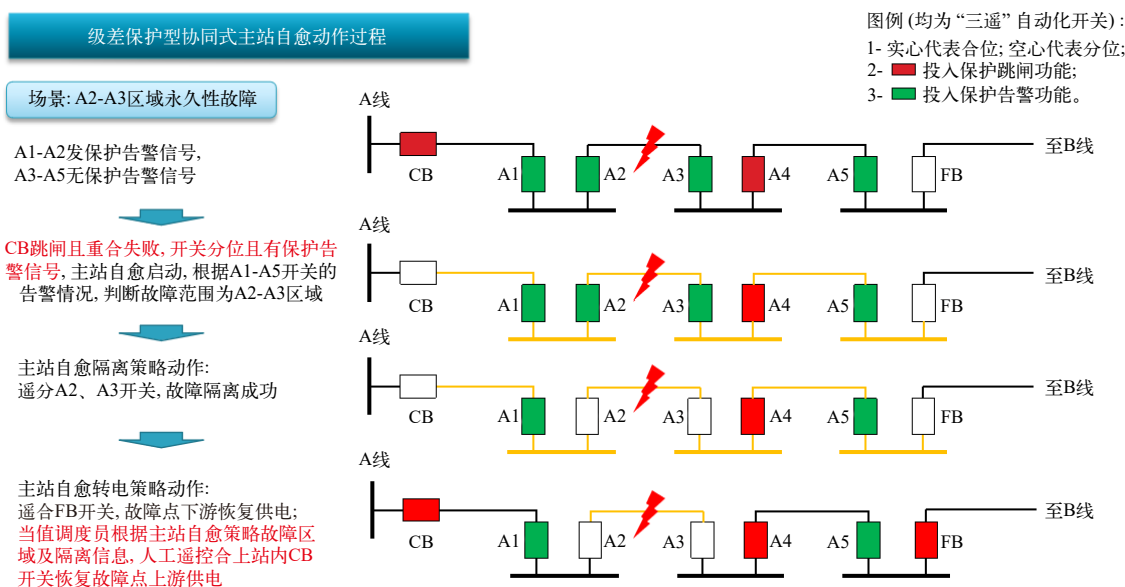 级差保护型协同式主站自愈动作过程
图例 (均为 “三遥” 自动化开关) :
1- 实心代表合位; 空心代表分位;
2- 投入保护跳闸功能;
3- 投入保护告警功能。
场景: A2-A3区域永久性故障
A1-A2发保护告警信号,
A3-A5无保护告警信号
A线
CB
A1
A2
A3
A4
A5
FB
至B线
CB跳闸且重合失败, 开关分位且有保护告
警信号, 主站自愈启动, 根据A1-A5开关的
告警情况, 判断故障范围为A2-A3区域
A线
CB
A1
A2
A3
A4
A5
FB
至B线
主站自愈隔离策略动作:
遥分A2、A3开关, 故障隔离成功
A线
CB
A1
A2
A3
A4
A5
FB
至B线
主站自愈转电策略动作:
遥合FB开关, 故障点下游恢复供电;
当值调度员根据主站自愈策略故障区
域及隔离信息, 人工遥控合上站内CB
开关恢复故障点上游供电
A线
CB
A1
A2
A3
A4
A5
FB
至B线